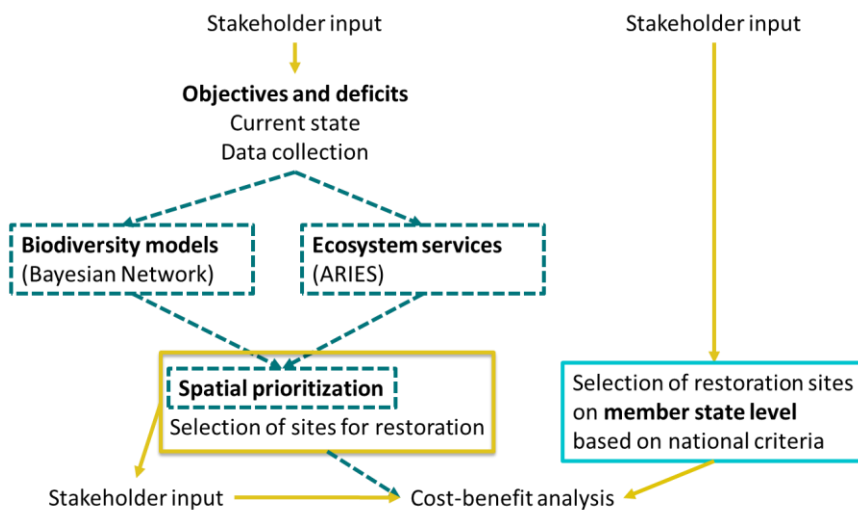 Stakeholder input
Stakeholder input
Objectives and deficits
Current state
Data collection
Biodiversity models
(Bayesian Network)
Ecosystem services
(ARIES)
Spatial prioritization
Selection of sites for restoration
Selection of restoration sites
on member state level
based on national criteria
Stakeholder input
Cost-benefit analysis